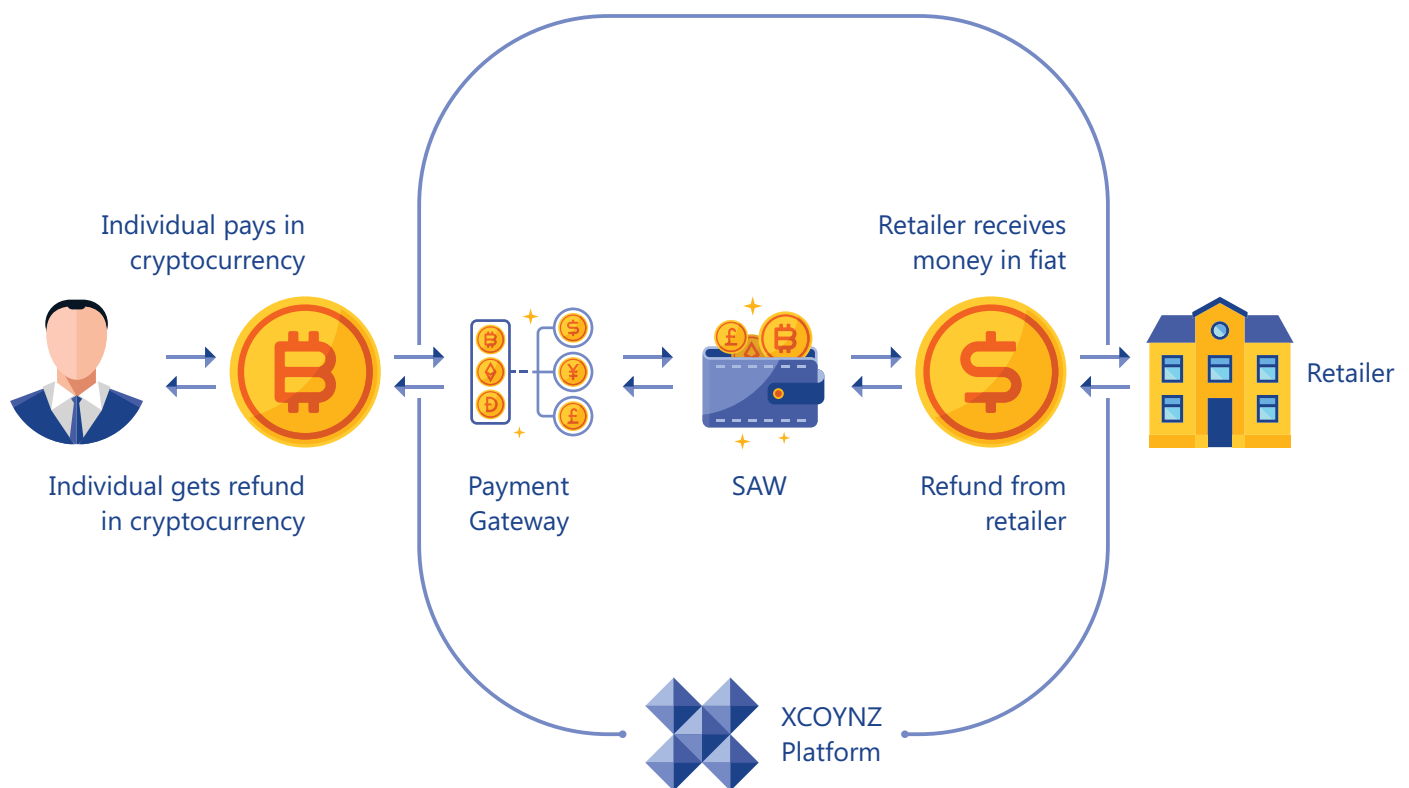 Individual pays in
cryptocurrency
Retailer receives
money in fiat
Retailer
Individual gets refund
in cryptocurrency
Payment
Gateway
SAW
Refund from
retailer
XCOYNZ
Platform